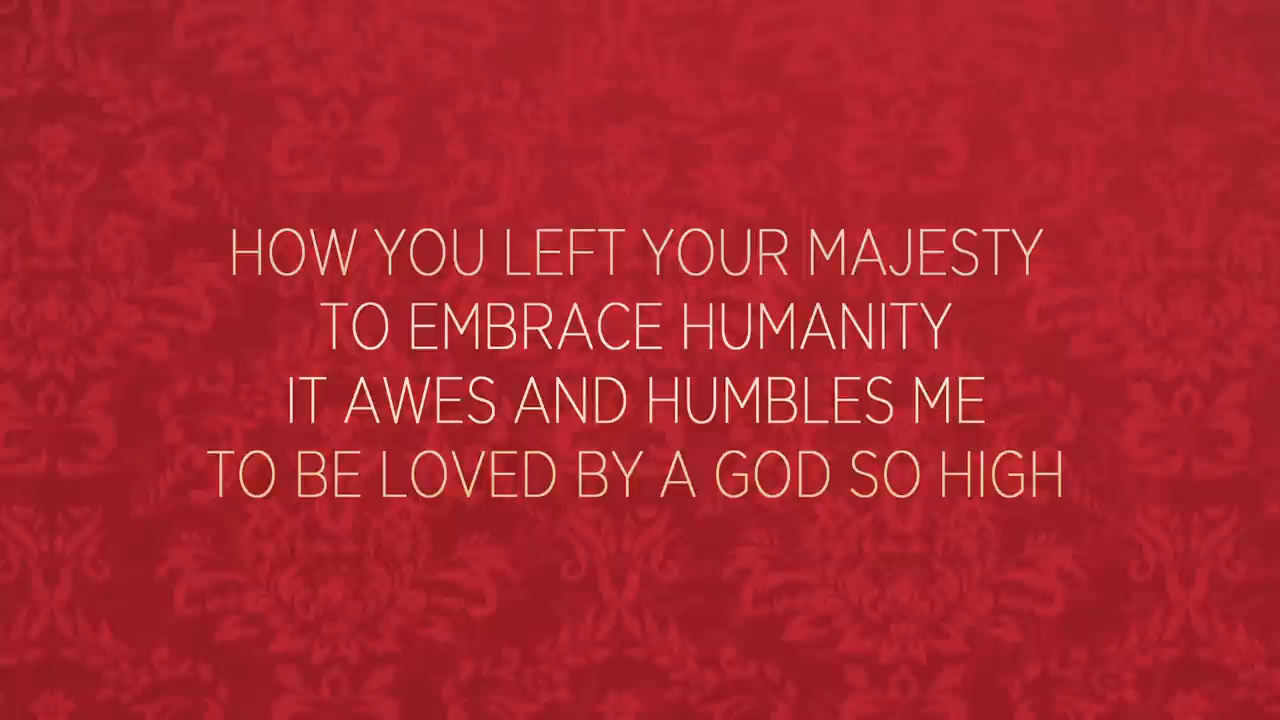 HOW YOU LEFT YOUR MAJESTY
TO EMBRACE HUMANITY
IT AWES AND HUMBLES ME
TO BE LOVED BY A GOD SO HIGH